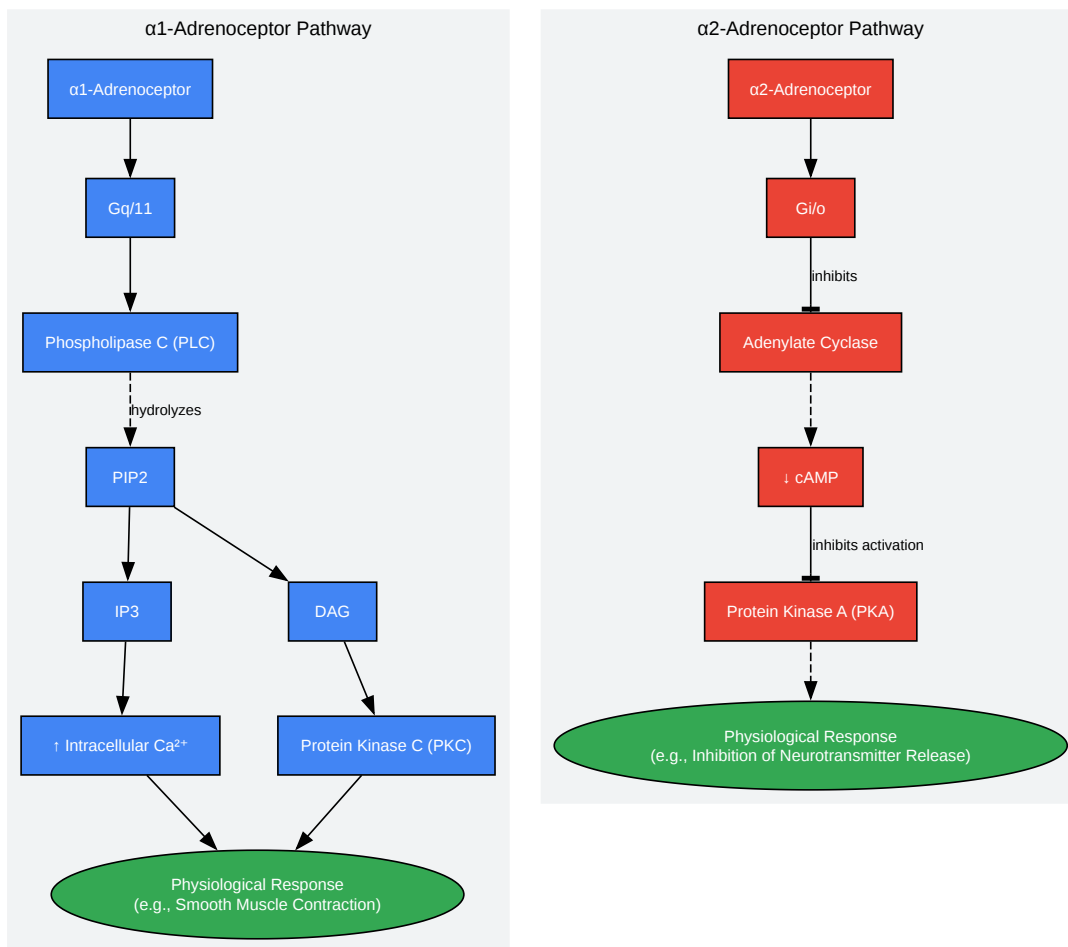 α1-Adrenoceptor Pathway
α1-Adrenoceptor
Gq/11
Phospholipase C (PLC)
hydrolyzes
PIP2
IP3
DAG
↑ Intracellular Ca²⁺
Protein Kinase C (PKC)
Physiological Response
(e.g., Smooth Muscle Contraction)
α2-Adrenoceptor Pathway
α2-Adrenoceptor
Gi/o
inhibits
Adenylate Cyclase
↓ cAMP
inhibits activation
Protein Kinase A (PKA)
Physiological Response
(e.g., Inhibition of Neurotransmitter Release)